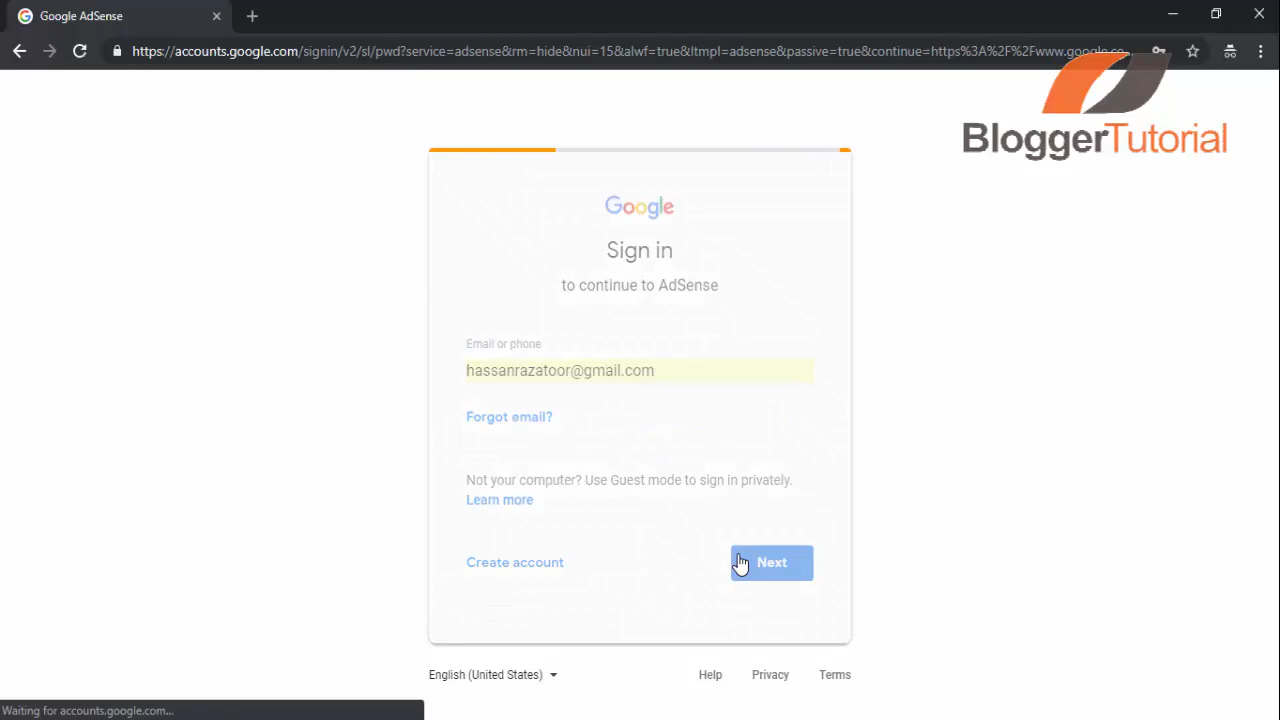 Google AdSense
https://accounts.google.com/signin/v2/sl/pwd?service=adsense&rm=hide&nui=15&alwf=true&ltmpl=adsense&passive=true&continue=https%3A%2F%2Fwww.google.co...
BloggerTutorial
Google
Sign in
to continue to AdSense
Email or phone
hassanrazatoor@gmail.com
Forgot email?
Not your computer? Use Guest mode to sign in privately.
Learn more
Create account
Next
English (United States)
Help
Privacy
Terms
Waiting for accounts.google.com...